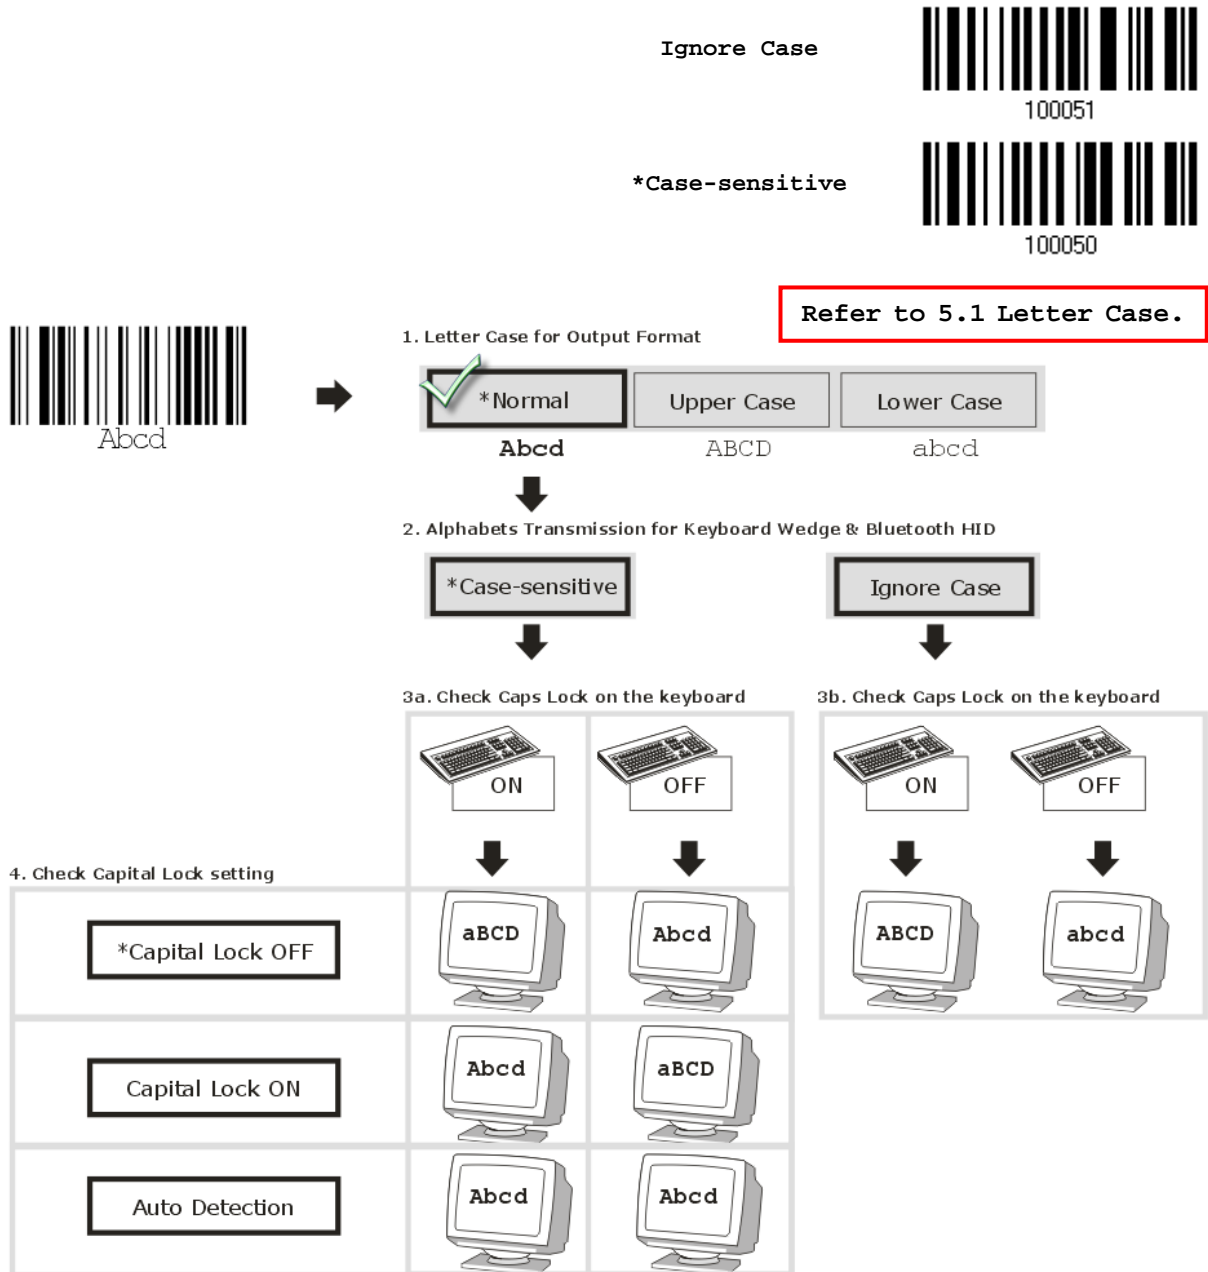 Ignore Case
100051
*Case-sensitive
100050
Refer to 5.1 Letter Case.
Abcd
1. Letter Case for Output Format
*Normal Upper Case Lower Case
Abcd ABCD abcd
2. Alphabets Transmission for Keyboard Wedge & Bluetooth HID
*Case-sensitive Ignore Case
3a. Check Caps Lock on the keyboard 3b. Check Caps Lock on the keyboard
ON OFF ON OFF
4. Check Capital Lock setting
*Capital Lock OFF aBCD Abcd ABCD abcd
Capital Lock ON Abcd aBCD
Auto Detection Abcd Abcd